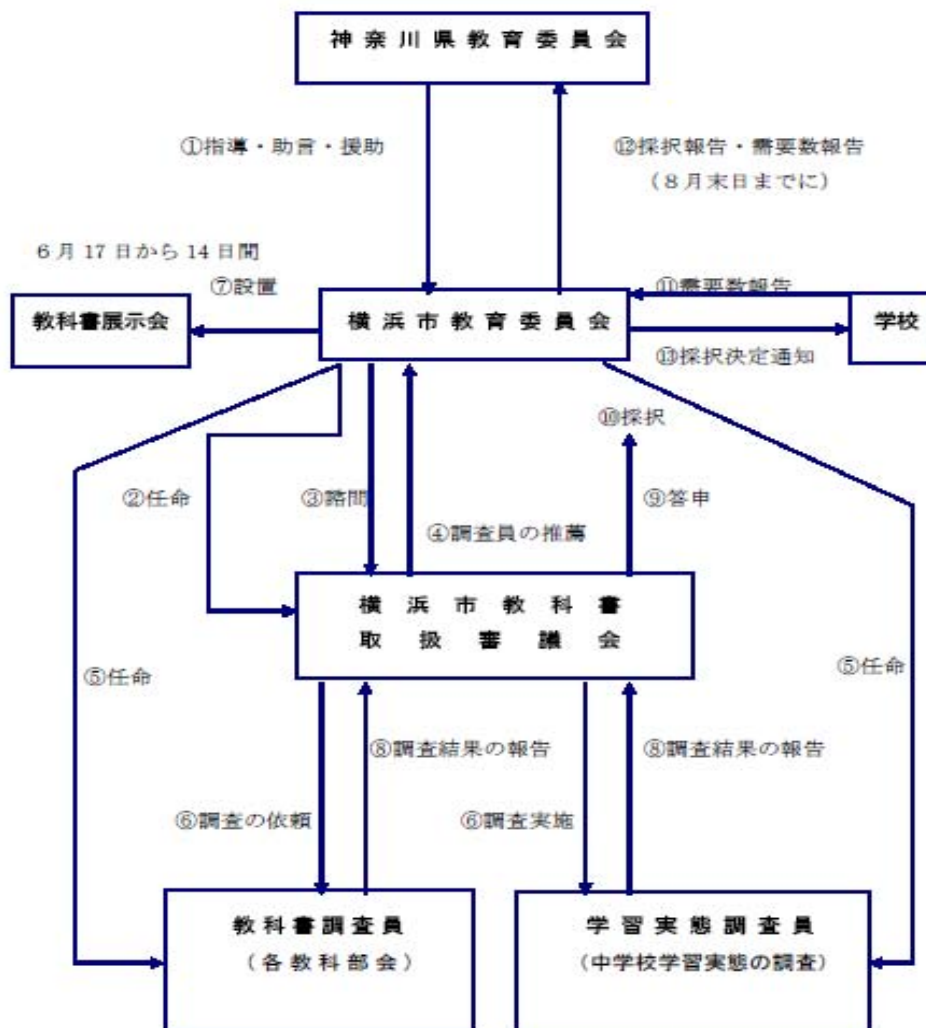 神奈川県教育委員会
①指導・助言・援助
⑫採択報告・需要数報告
(8月末日までに)
6月17日から14日間
⑦設置
⑪需要数報告
教科書展示会
横浜市教育委員会
学校
⑬採択決定通知
⑩採択
②任命
③諮問
⑨答申
④調査員の推薦
横浜市教科書
取扱審議会
⑤任命
⑤任命
⑧調査結果の報告
⑧調査結果の報告
⑥調査の依頼
⑥調査実施
教科書調査員
(各教科部会)
学習実態調査員
(中学校学習実態の調査)